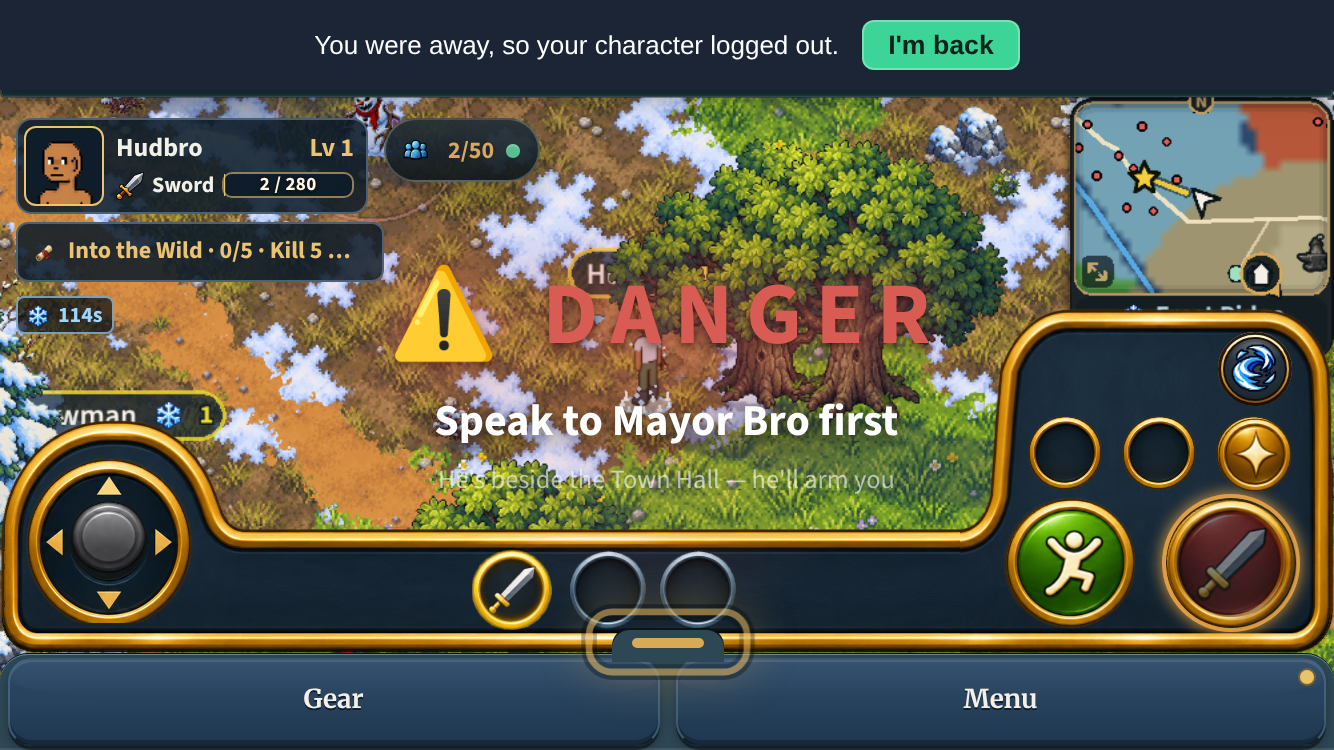 You were away, so your character logged out.
I'm back
Hudbro
Lv 1
Sword
2 / 280
2/50
N
Into the Wild · 0/5 · Kill 5 ...
114s
DANGER
wman
1
Speak to Mayor Bro first
He's beside the Town Hall — he'll arm you
Gear
Menu